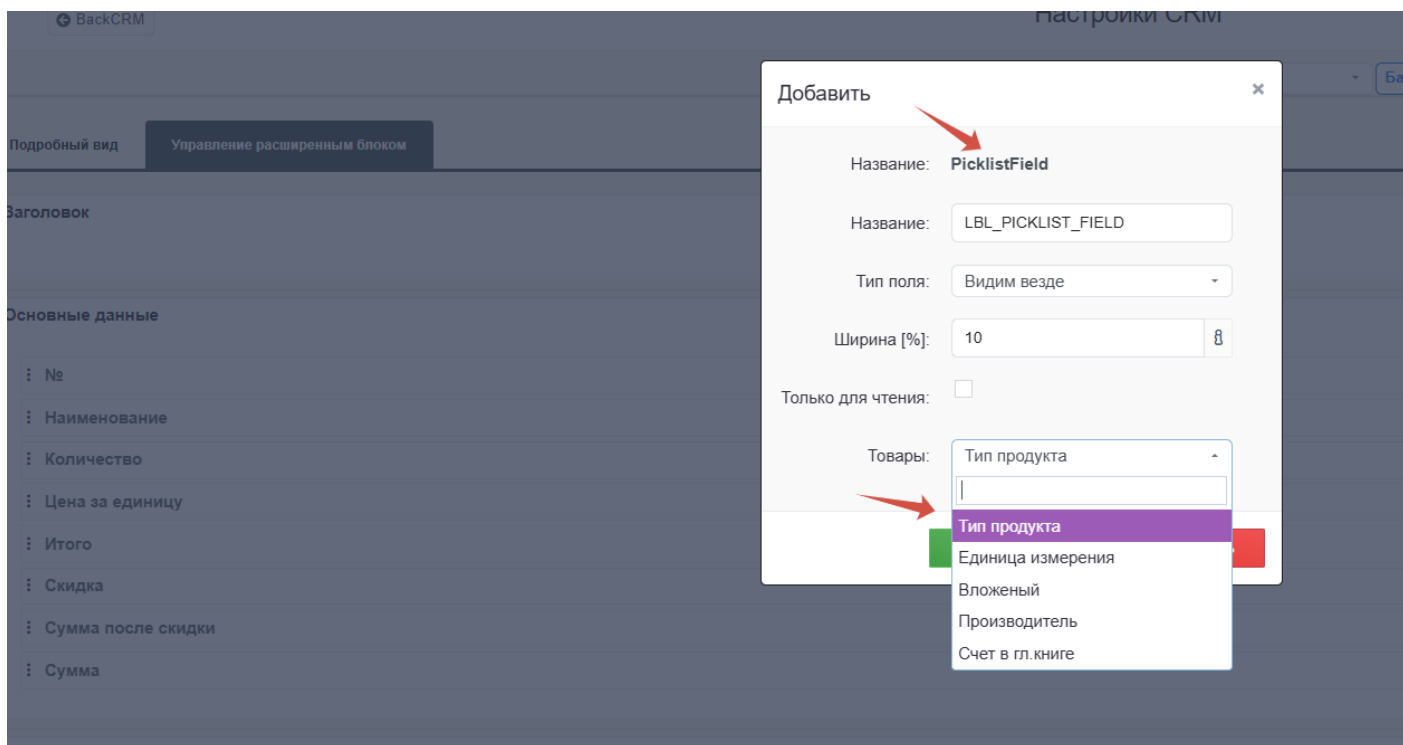 BackCRM
Настройки CRM
Ба
Подробный вид
Управление расширенным блоком
Заголовок
Основные данные
№
Наименование
Количество
Цена за единицу
Итого
Скидка
Сумма после скидки
Сумма
Добавить
×
Название: PicklistField
Название: LBL_PICKLIST_FIELD
Тип поля: Видим везде
Ширина [%]: 10
Только для чтения:
Товары: Тип продукта
Тип продукта
Единица измерения
Вложеный
Производитель
Счет в гл.книге